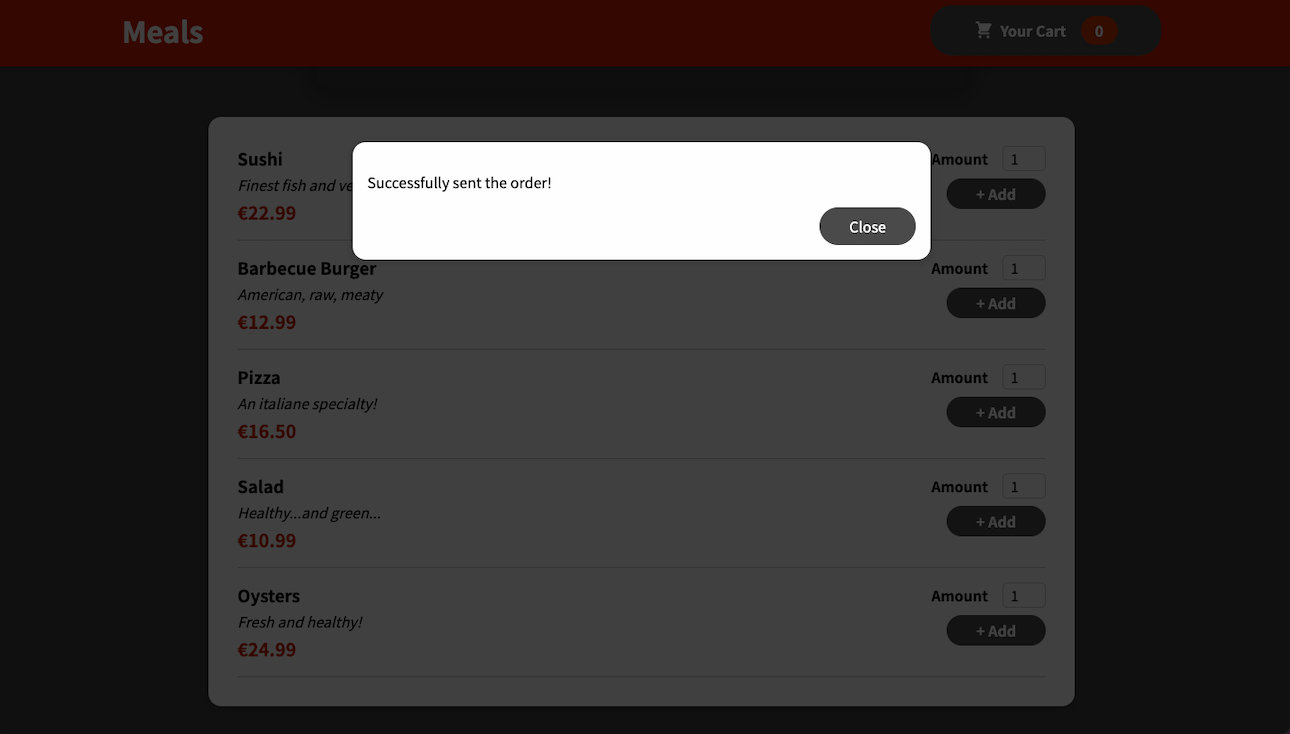 Meals
Your Cart 0
Sushi
Finest fish and ve
€22.99
Amount 1
+ Add
Successfully sent the order!
Close
Barbecue Burger
American, raw, meaty
€12.99
Amount 1
+ Add
Pizza
An italiane specialty!
€16.50
Amount 1
+ Add
Salad
Healthy...and green...
€10.99
Amount 1
+ Add
Oysters
Fresh and healthy!
€24.99
Amount 1
+ Add